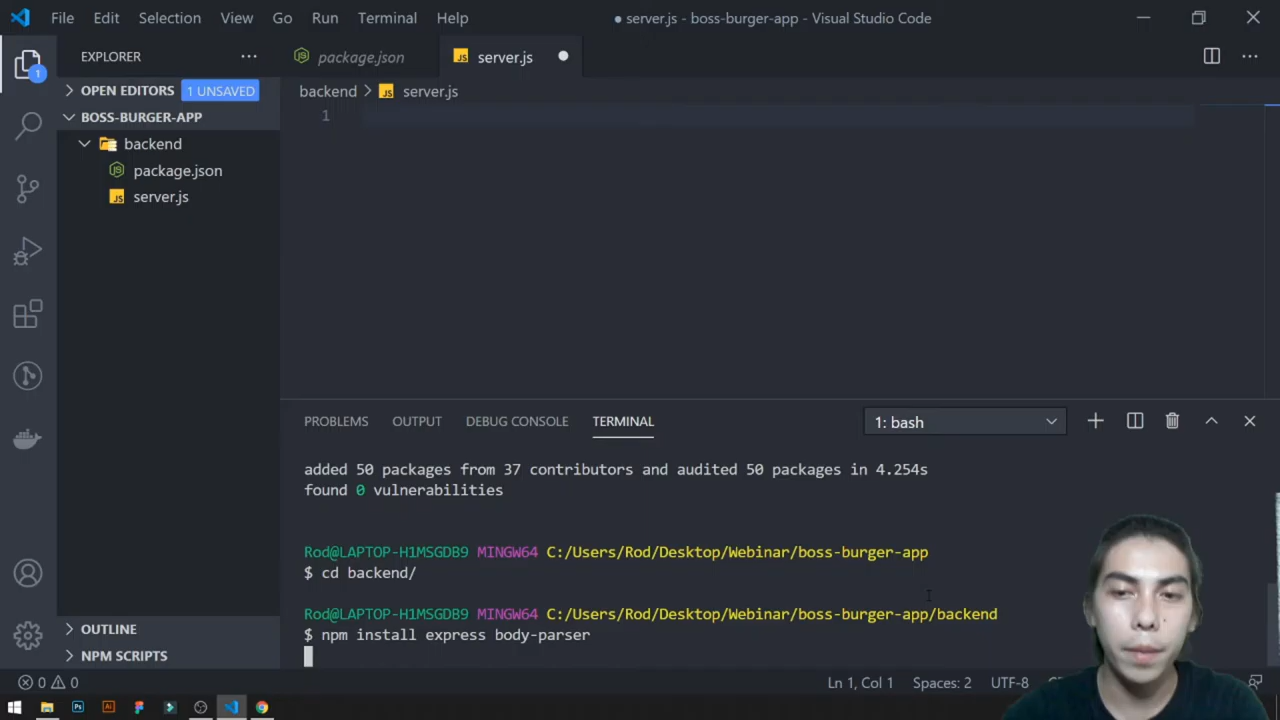 File Edit Selection View Go Run Terminal Help
● server.js - boss-burger-app - Visual Studio Code
EXPLORER
package.json
server.js
1
OPEN EDITORS 1 UNSAVED
backend > server.js
BOSS-BURGER-APP
1
backend
package.json
server.js
PROBLEMS OUTPUT DEBUG CONSOLE TERMINAL 1: bash
added 50 packages from 37 contributors and audited 50 packages in 4.254s
found 0 vulnerabilities
Rod@LAPTOP-H1MSGDB9 MINGW64 C:/Users/Rod/Desktop/Webinar/boss-burger-app
$ cd backend/
Rod@LAPTOP-H1MSGDB9 MINGW64 C:/Users/Rod/Desktop/Webinar/boss-burger-app/backend
$ npm install express body-parser
OUTLINE
NPM SCRIPTS
0 0
Ln 1, Col 1 Spaces: 2 UTF-8